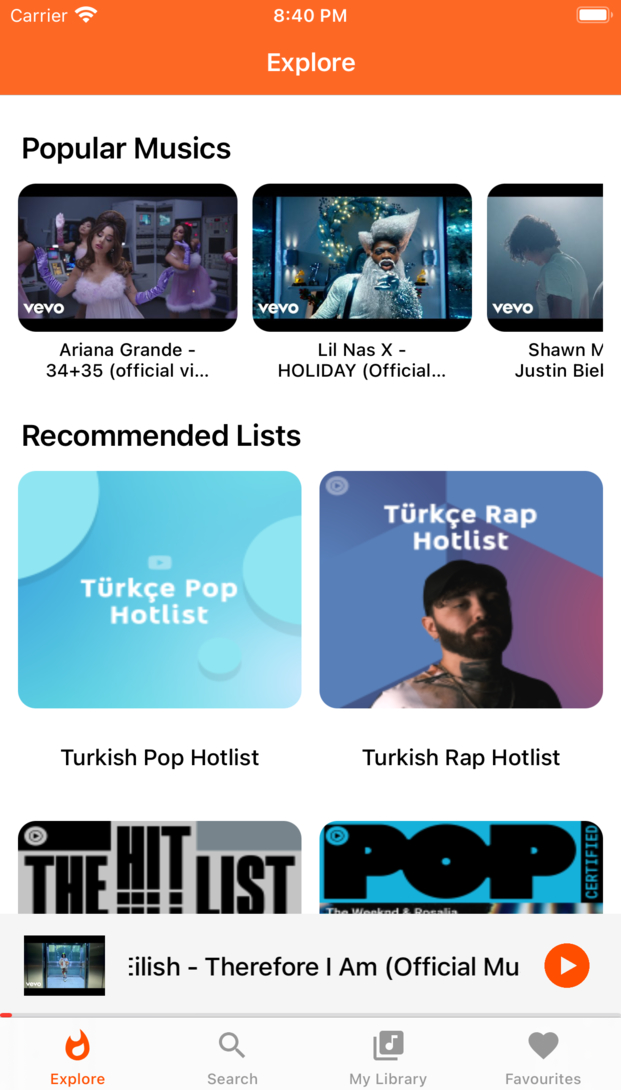 Carrier 8:40 PM
Explore
Popular Musics
vevo
vevo
vevo
Ariana Grande -
34+35 (official vi...
Lil Nas X -
HOLIDAY (Official...
Shawn M
Justin Biel
Recommended Lists
Türkçe Pop
Hotlist
Türkçe Rap
Hotlist
Turkish Pop Hotlist
Turkish Rap Hotlist
THE HIT LIST
POP
CERTIFIED
The Weeknd & Rosalía
vevo
Eilish - Therefore I Am (Official Mu
Explore
Search
My Library
Favourites